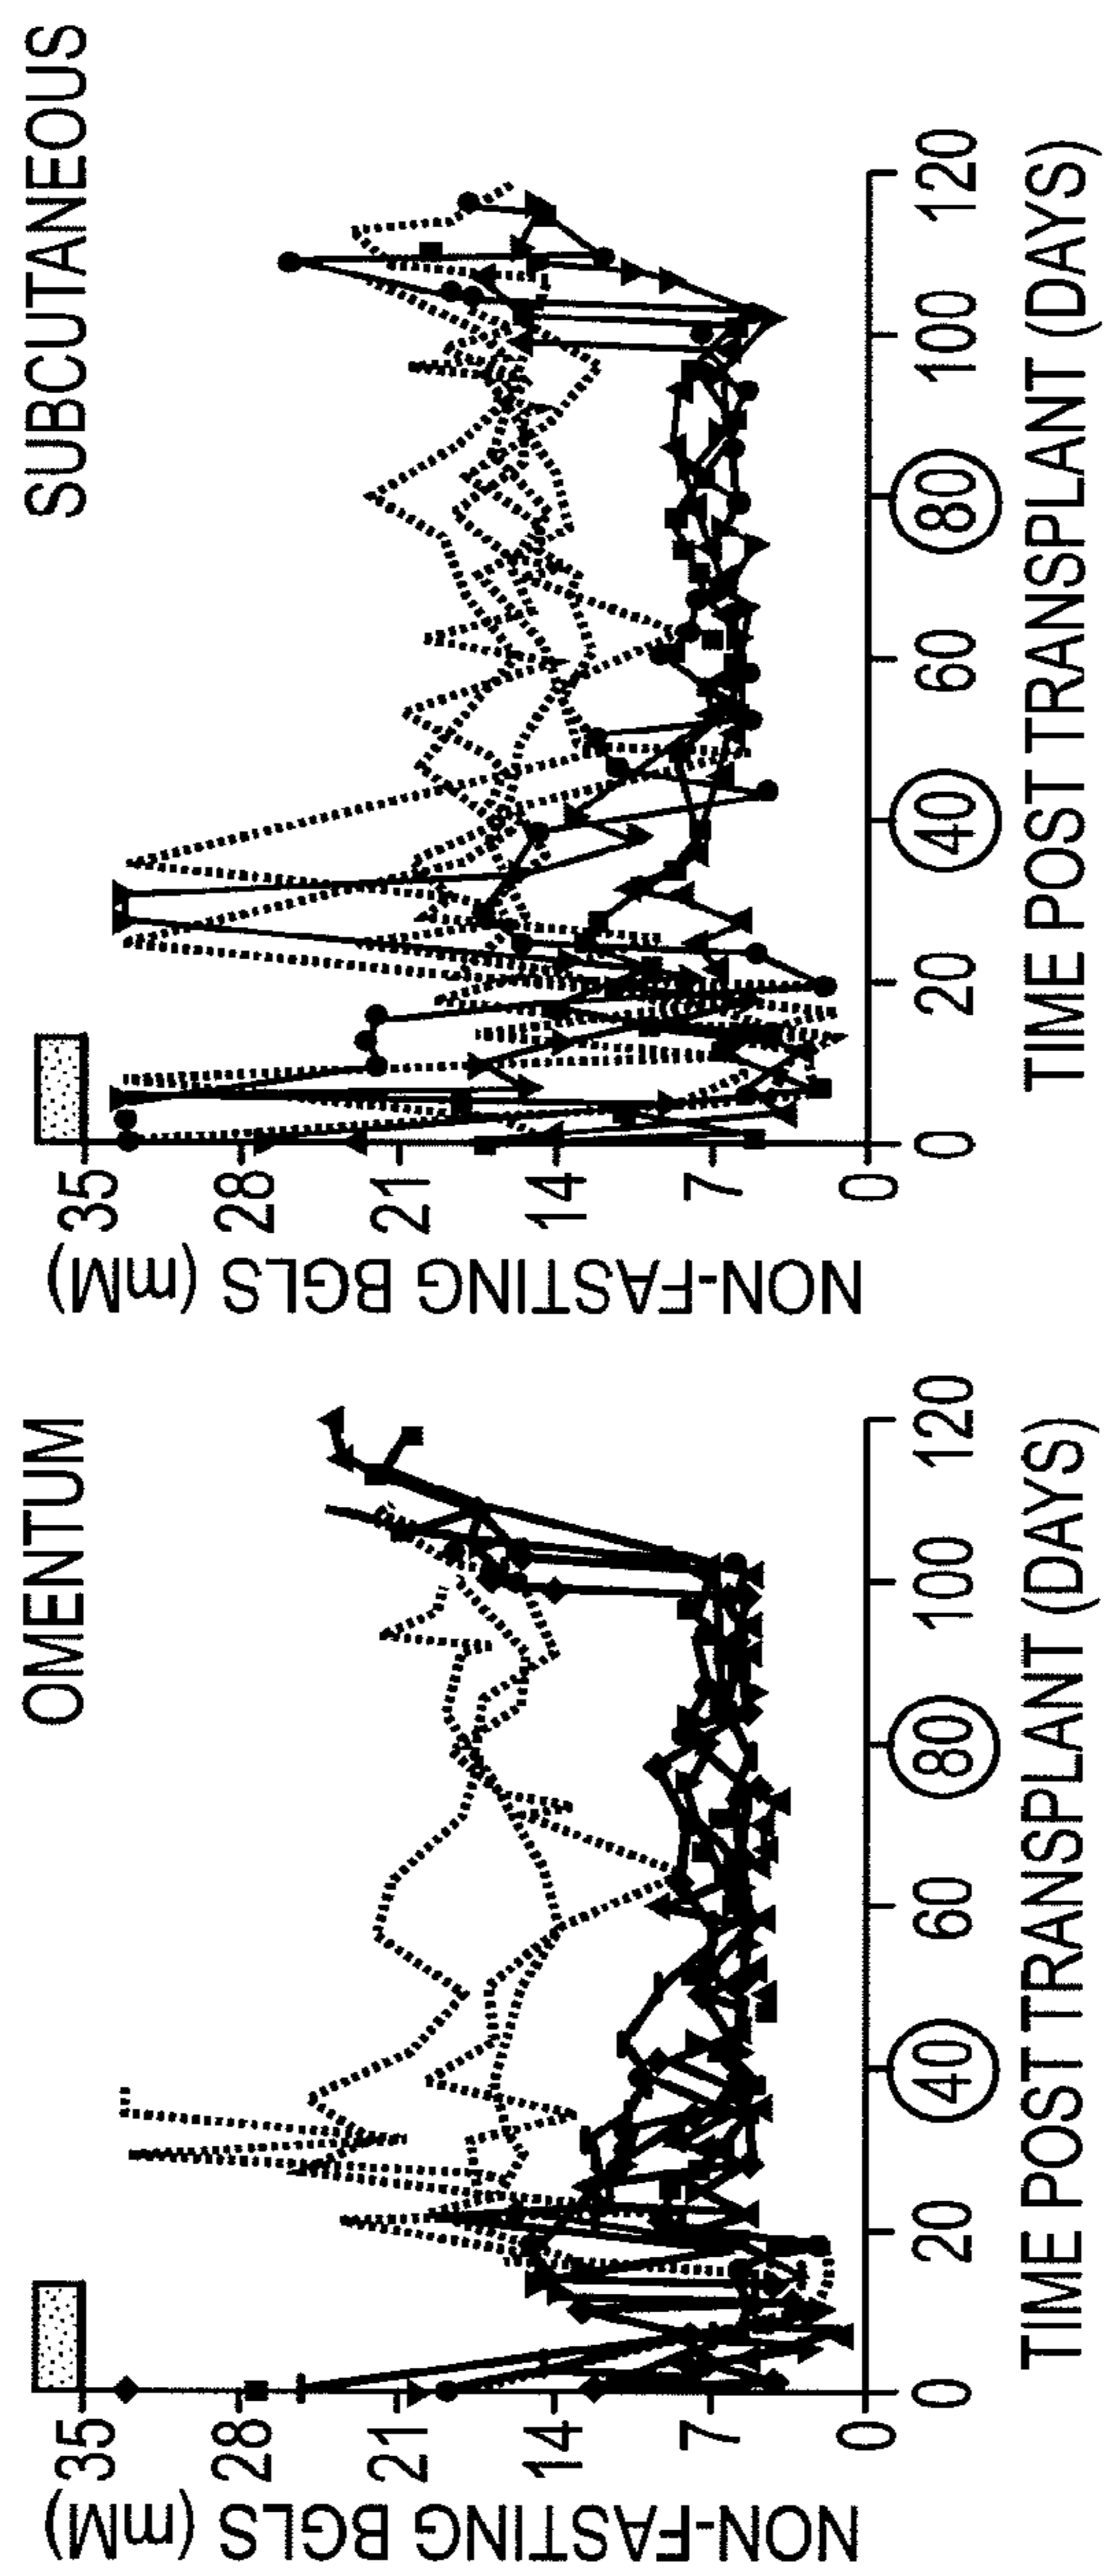 OMENTUM
NON-FASTING BGLS (mM)
35
28
21
14
7
0
0 20 40 60 80 100 120
TIME POST TRANSPLANT (DAYS)
SUBCUTANEOUS
NON-FASTING BGLS (mM)
35
28
21
14
7
0
0 20 40 60 80 100 120
TIME POST TRANSPLANT (DAYS)